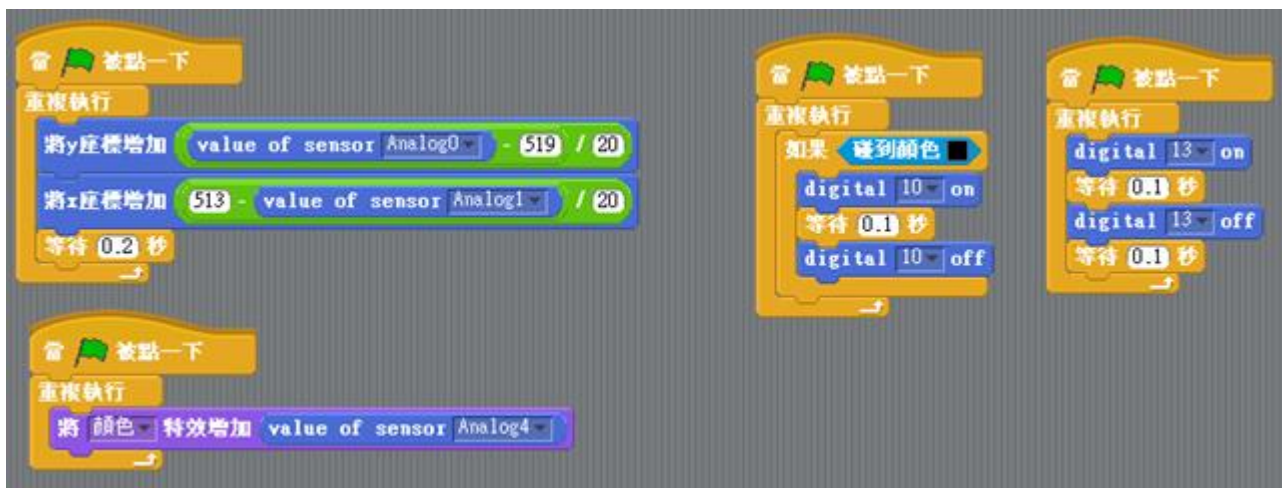 當 被點一下
重複執行
將y座標增加 value of sensor Analog0 - 519 / 20
將x座標增加 513 - value of sensor Analog1 / 20
等待 0.2 秒
當 被點一下
重複執行
將 顏色 特效增加 value of sensor Analog4
當 被點一下
重複執行
如果 碰到顏色
digital 10 on
等待 0.1 秒
digital 10 off
當 被點一下
重複執行
digital 13 on
等待 0.1 秒
digital 13 off
等待 0.1 秒